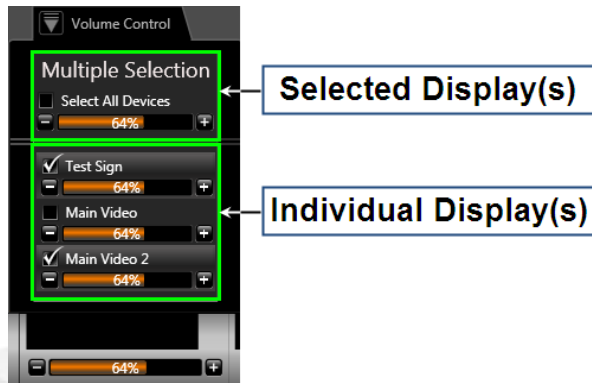 Volume Control
Multiple Selection
Select All Devices
64%
Selected Display(s)
Test Sign
64%
Main Video
64%
Main Video 2
64%
Individual Display(s)
64%